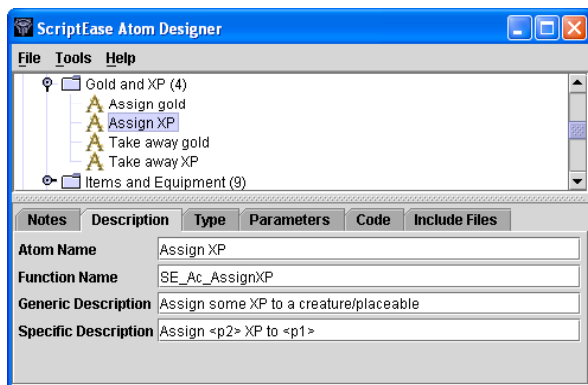 ScriptEase Atom Designer
File Tools Help
Gold and XP (4)
Assign gold
Assign XP
Take away gold
Take away XP
Items and Equipment (9)
Notes Description Type Parameters Code Include Files
Atom Name Assign XP
Function Name SE_Ac_AssignXP
Generic Description Assign some XP to a creature/placeable
Specific Description Assign <p2> XP to <p1>